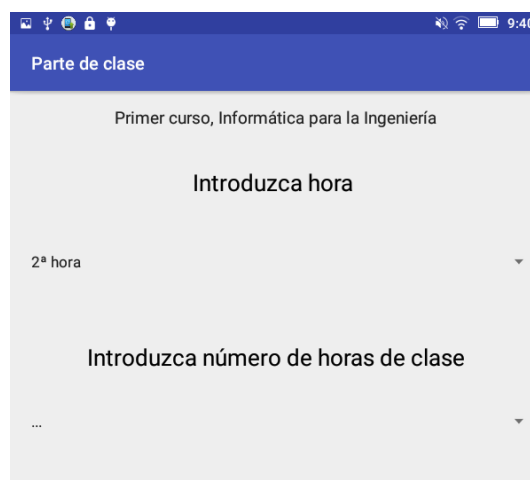 9:40
Parte de clase
Primer curso, Informática para la Ingeniería
Introduzca hora
2ª hora
Introduzca número de horas de clase
...